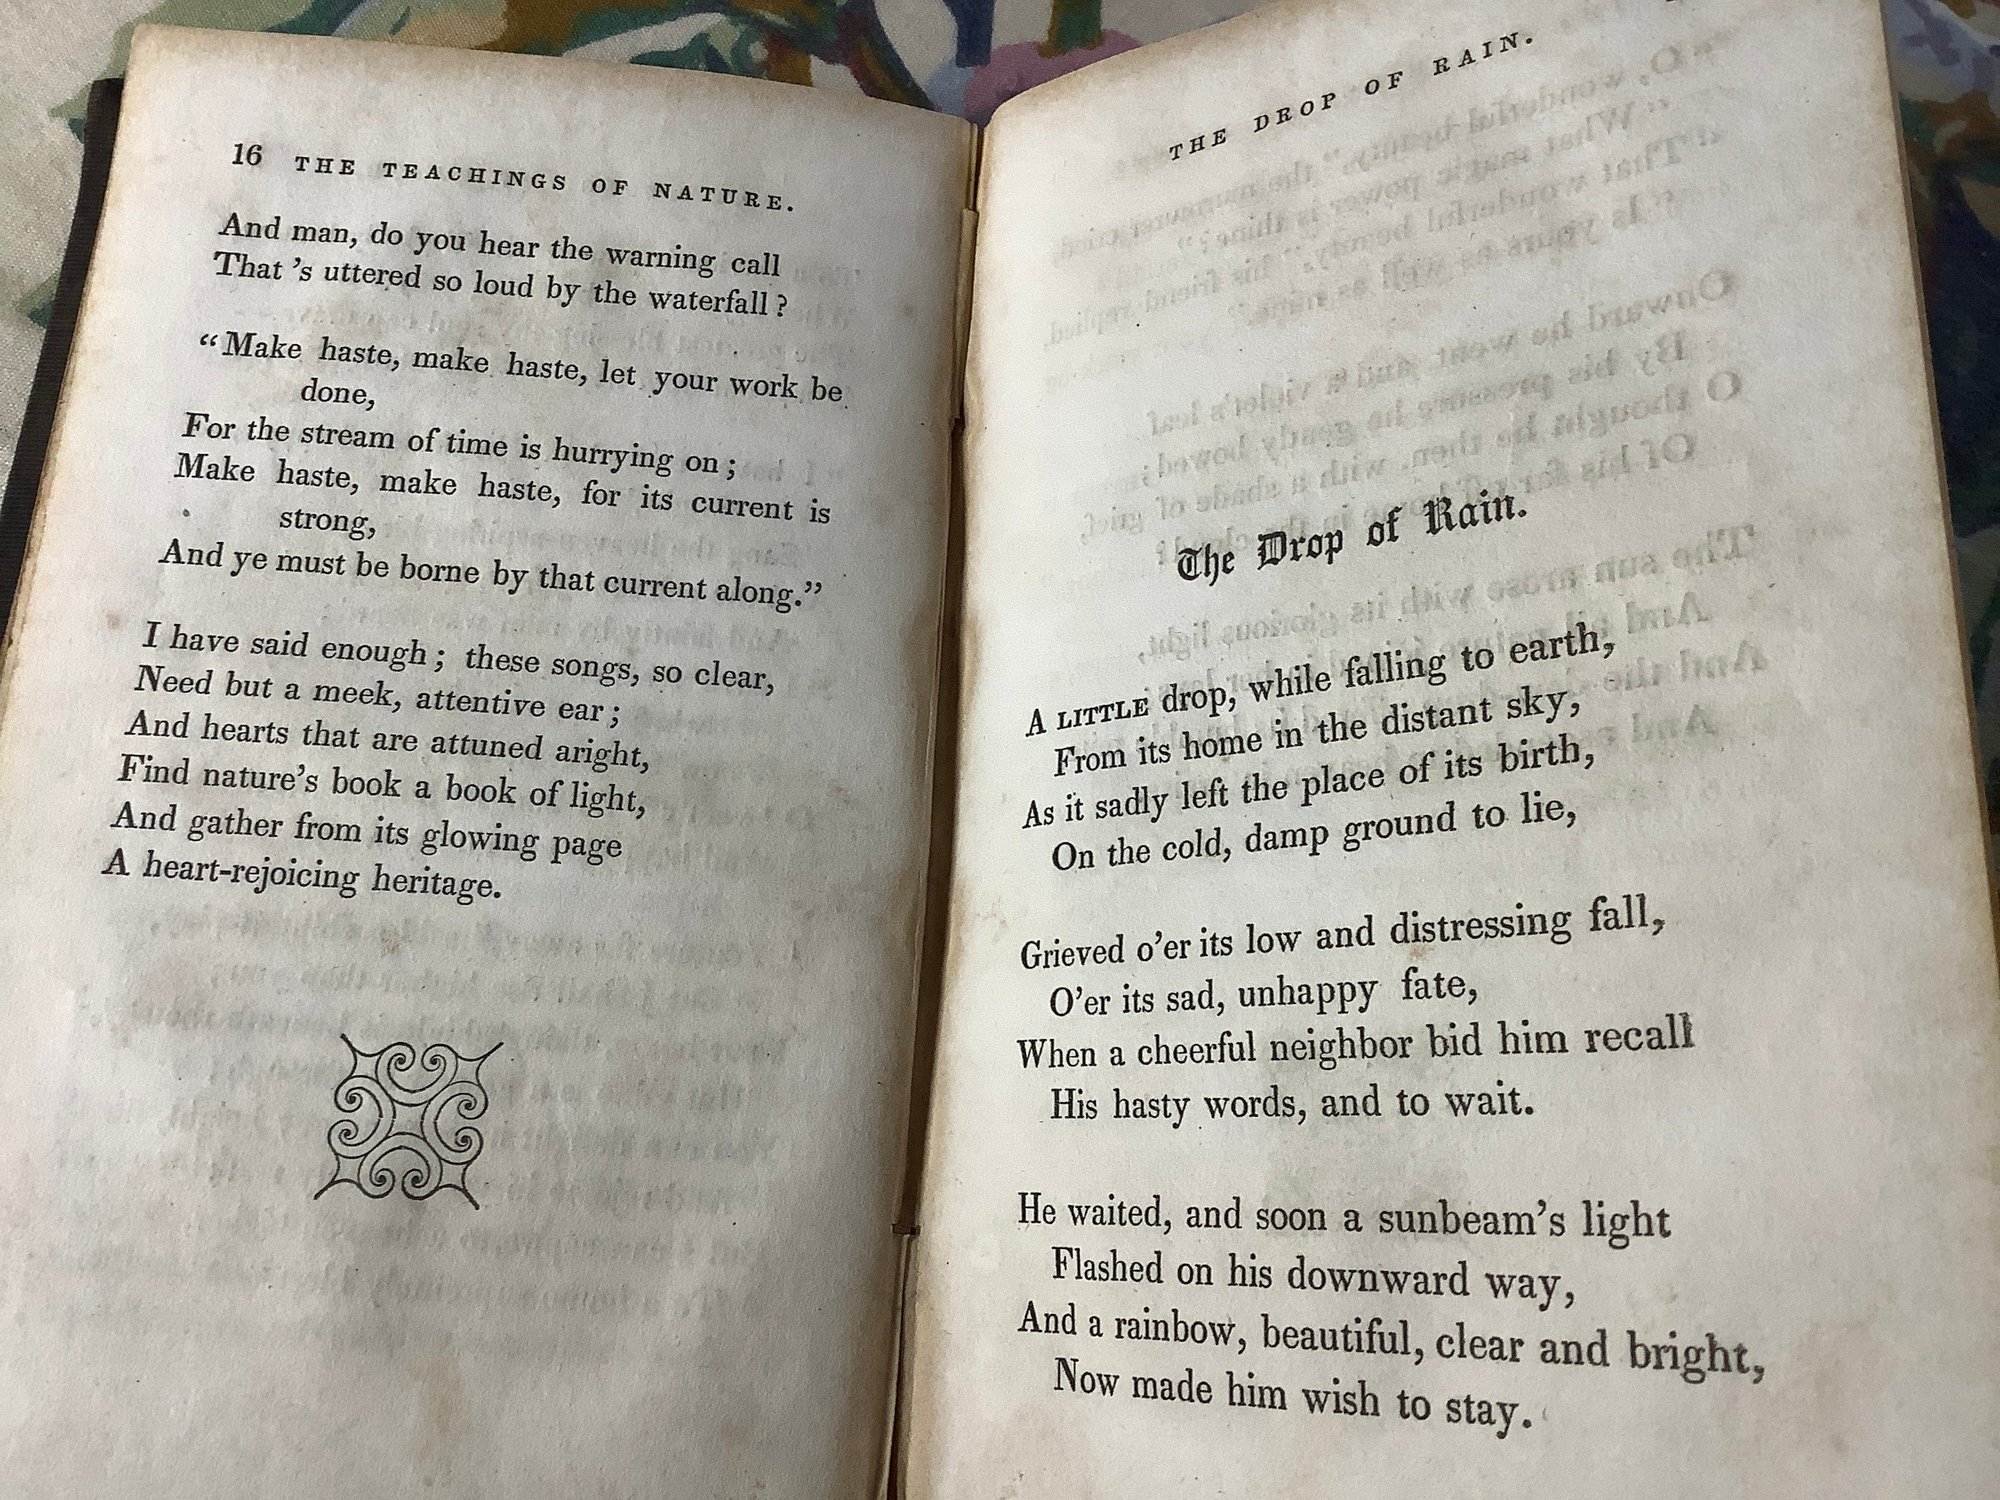 16 THE TEACHINGS OF NATURE.
And man, do you hear the warning call
That 's uttered so loud by the waterfall?
"Make haste, make haste, let your work be
done,
For the stream of time is hurrying on;
Make haste, make haste, for its current is
strong,
And ye must be borne by that current along."
I have said enough; these songs, so clear,
Need but a meek, attentive ear;
And hearts that are attuned aright,
Find nature's book a book of light,
And gather from its glowing page
A heart-rejoicing heritage.
THE DROP OF RAIN.
The Drop of Rain.
A LITTLE drop, while falling to earth,
From its home in the distant sky,
As it sadly left the place of its birth,
On the cold, damp ground to lie,
Grieved o'er its low and distressing fall,
O'er its sad, unhappy fate,
When a cheerful neighbor bid him recall
His hasty words, and to wait.
He waited, and soon a sunbeam's light
Flashed on his downward way,
And a rainbow, beautiful, clear and bright,
Now made him wish to stay.